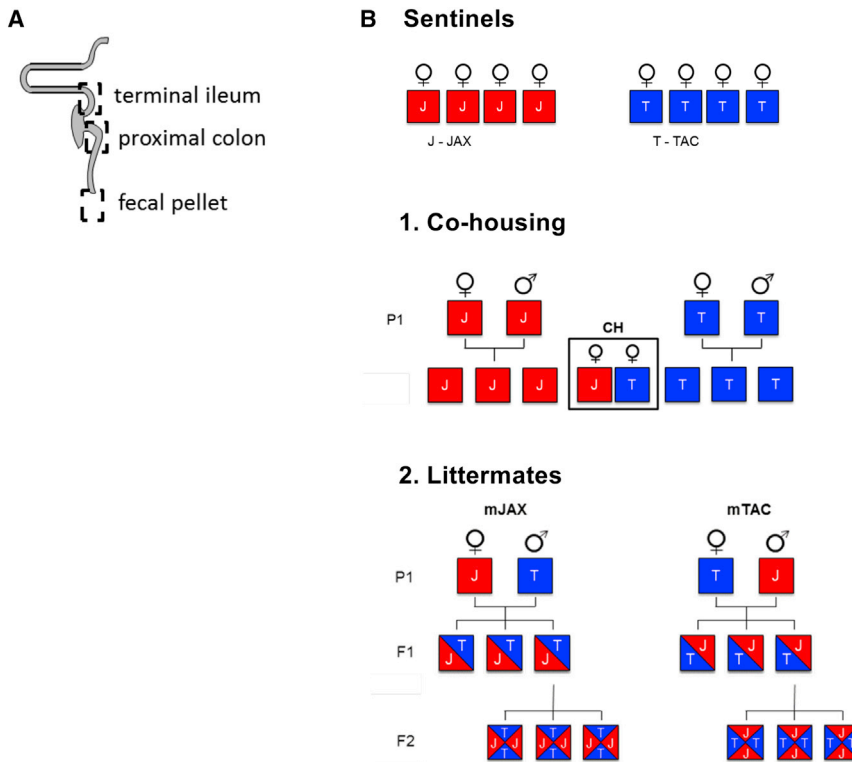 A
terminal ileum
proximal colon
fecal pellet
B Sentinels
J J J J T T T T
J - JAX T - TAC
1. Co-housing
P1 J J T T
CH
J J J J T T T T
2. Littermates
mJAX mTAC
P1 J T T J
F1 J T J T J T T J T J T J
F2 T J J T T J J T T J J T J T T J J T T J J T T J